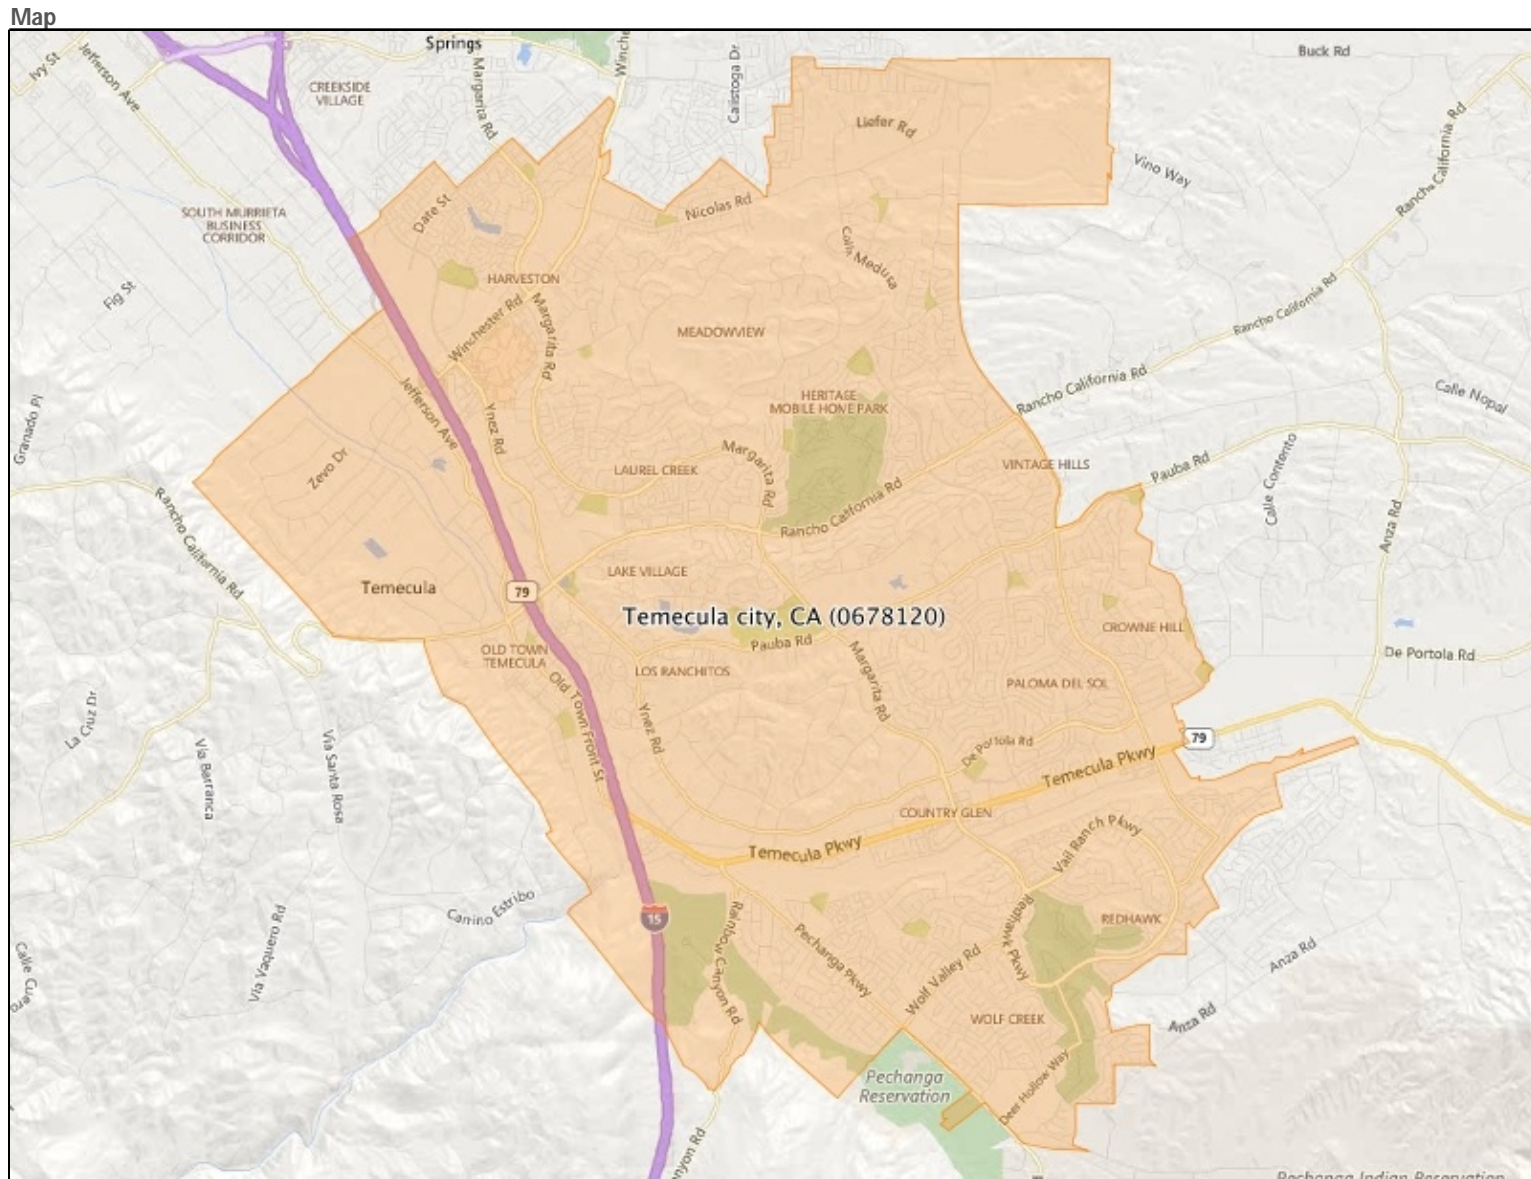 Map
Springs
Buck Rd
Ivy St
Jefferson Ave
CREEKSIDE
VILLAGE
Margarita Rd
Winche
Calistoga Dr
Liefer Rd
Vino Way
Rancho California Rd
Date St
Nicolas Rd
SOUTH MURRIETA
BUSINESS
CORRIDOR
Fig St
HARVESTON
Winchester Rd
Margarita Rd
MEADOWVIEW
Rancho California Rd
Rancho California Rd
Calle Nopal
Granado Pl
Jefferson Ave
Ynez Rd
HERITAGE
MOBILE HOME PARK
Zevo Dr
LAUREL CREEK
Margarita Rd
VINTAGE HILLS
Pauba Rd
Calle Contento
Anza Rd
Rancho California Rd
Rancho California Rd
Temecula
79
LAKE VILLAGE
Temecula city, CA (0678120)
CROWNE HILL
OLD TOWN
TEMECULA
Pauba Rd
LOS RANCHITOS
Margarita Rd
PALOMA DEL SOL
De Portola Rd
La Cruz Dr
Via Barranca
Via Santa Rosa
Old Town Front St
Ynez Rd
De Portola Rd
79
Temecula Pkwy
COUNTRY GLEN
Temecula Pkwy
Vail Ranch Pkwy
Via Vaquero Rd
15
Rainbow Canyon Rd
Pechanga Pkwy
Redhawk Pkwy
REDHAWK
Wolf Valley Rd
Anza Rd
WOLF CREEK
Anza Rd
Pechanga
Reservation
Deer Hollow Way
nyon Rd
Pechanga Indian Reservation